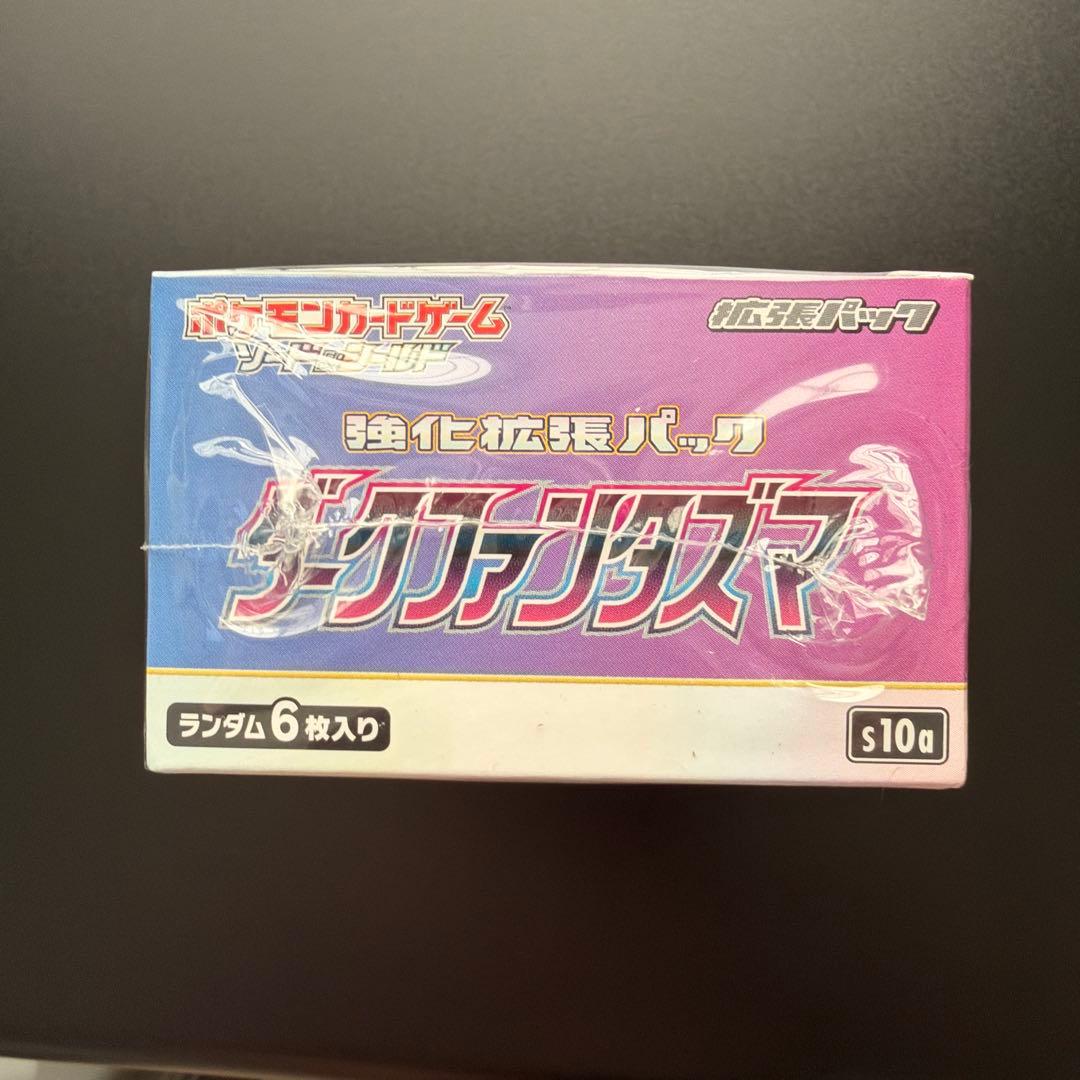 ポケモンカードゲーム
ソード&シールド
拡張パック
強化拡張パック
ダークファンタズマ
ランダム6枚入り
s10a